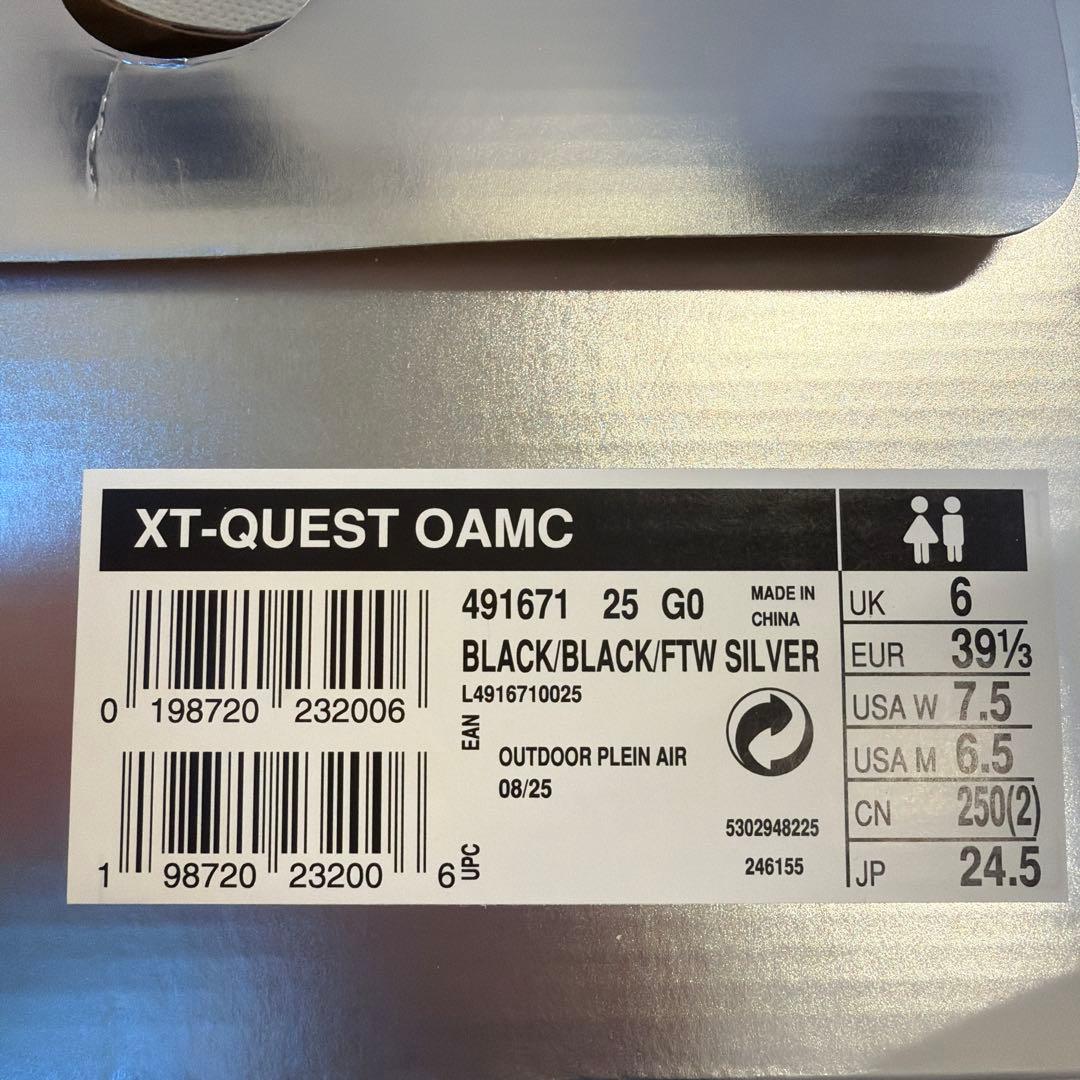 XT-QUEST OAMC
491671 25 G0
MADE IN
CHINA
BLACK/BLACK/FTW SILVER
L4916710025
0 198720 232006
EAN
OUTDOOR PLEIN AIR
08/25
5302948225
246155
1 98720 23200 6
UPC
UK 6
EUR 39⅓
USA W 7.5
USA M 6.5
CN 250(2)
JP 24.5